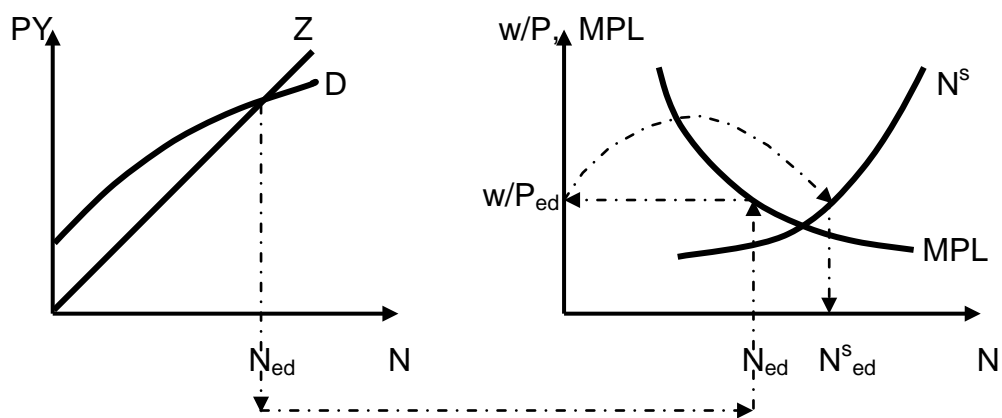 PY
Z
D
N_ed
N
w/P, MPL
N^s
w/P_ed
MPL
N_ed
N^s_ed
N